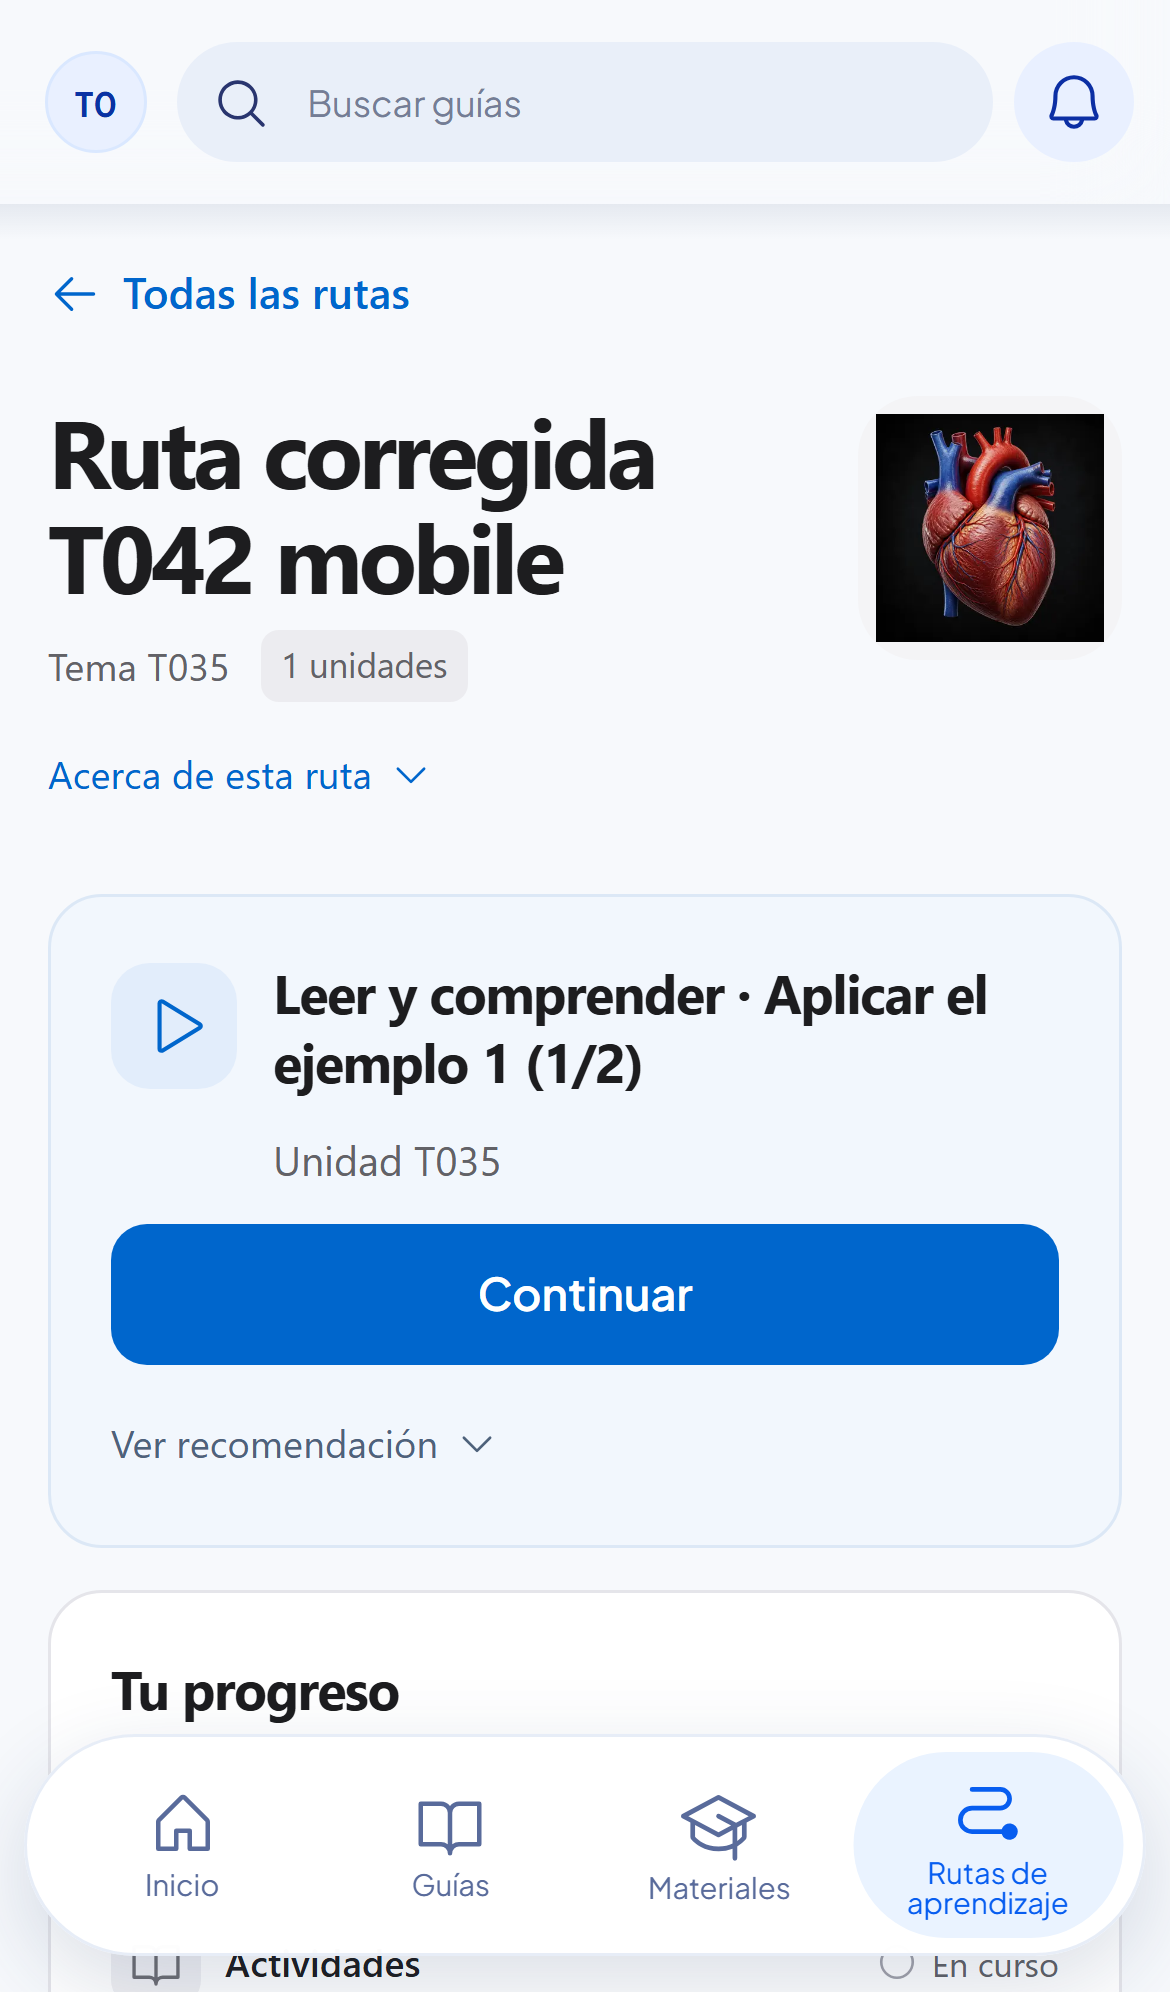 TO
Buscar guías
Todas las rutas
Ruta corregida
T042 mobile
Tema T035
1 unidades
Acerca de esta ruta
Leer y comprender · Aplicar el
ejemplo 1 (1/2)
Unidad T035
Continuar
Ver recomendación
Tu progreso
Inicio
Guías
Materiales
Rutas de
aprendizaje
Actividades
En curso